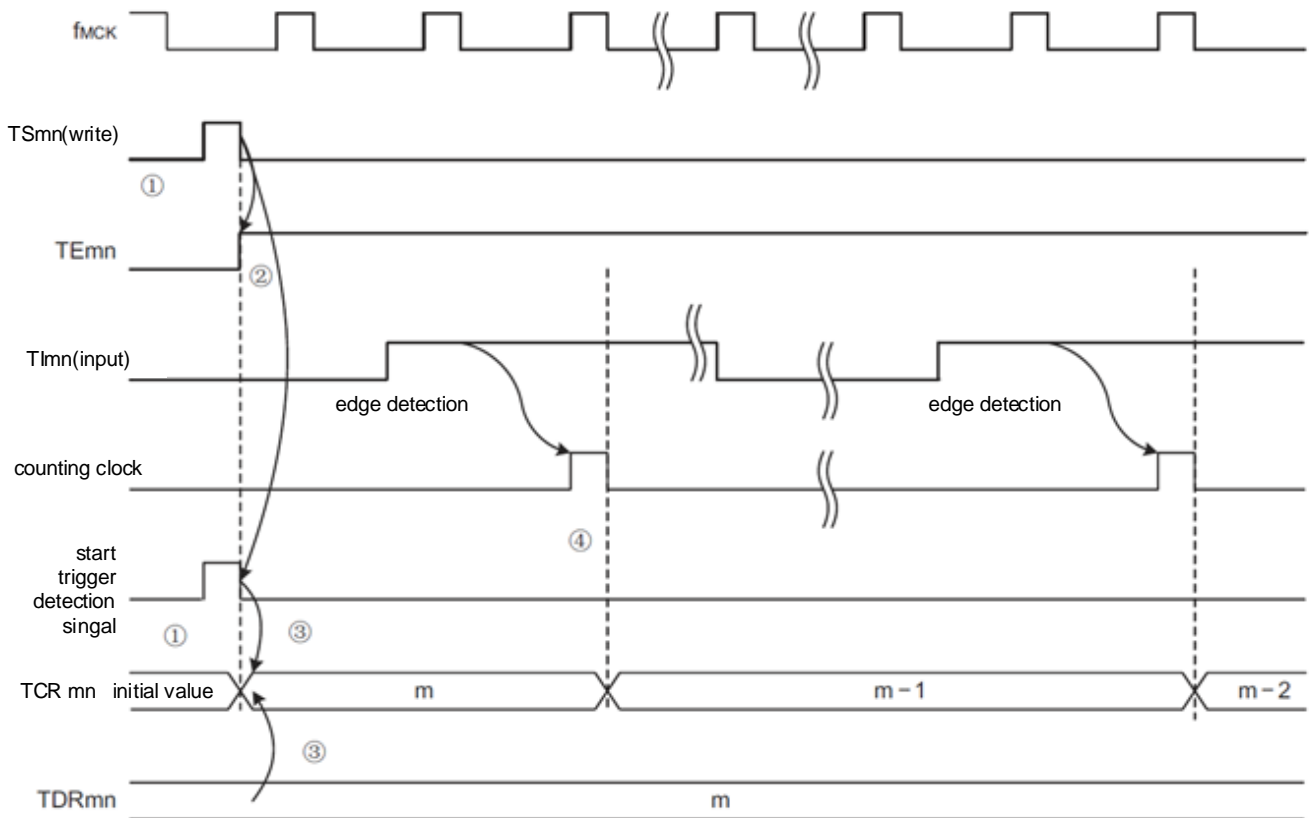 fMCK
TSmn(write)
①
TEmn
②
TImn(input)
edge detection edge detection
counting clock
④
start
trigger
detection
singal
① ③
TCR mn initial value m m − 1 m − 2
③
TDRmn m